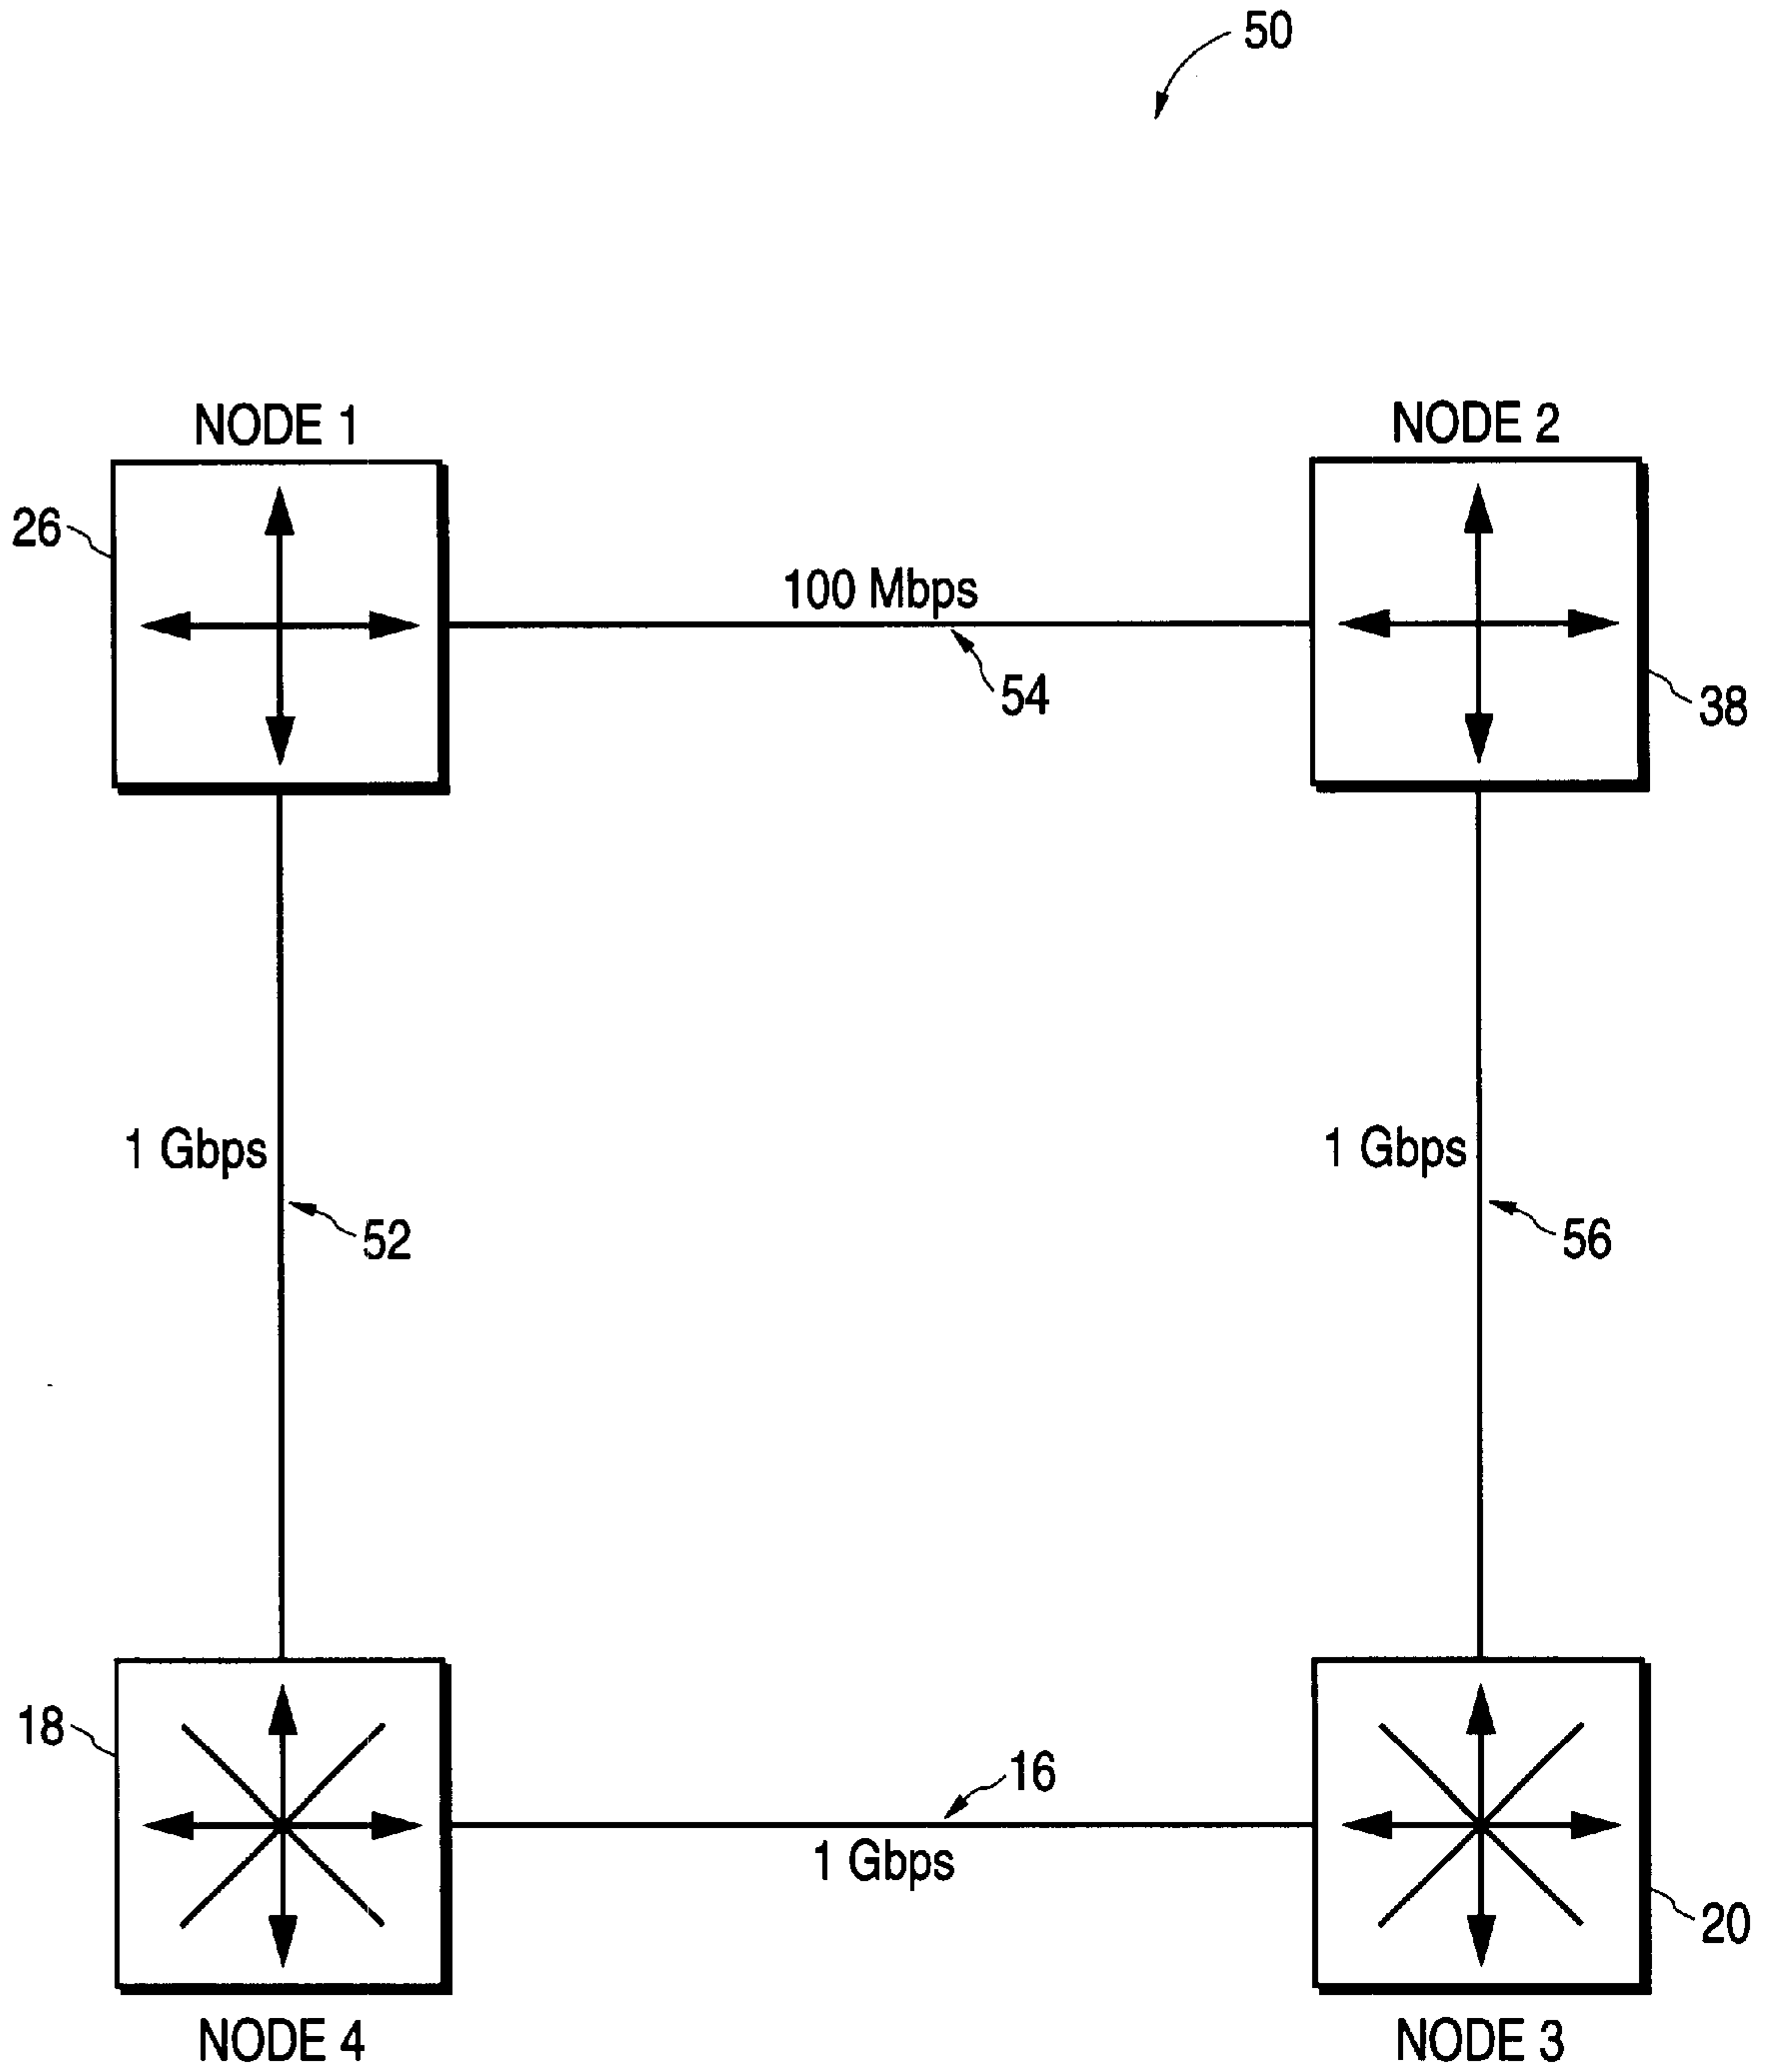 50
NODE 1
NODE 2
26
100 Mbps
54
38
1 Gbps
1 Gbps
52
56
18
16
1 Gbps
20
NODE 4
NODE 3